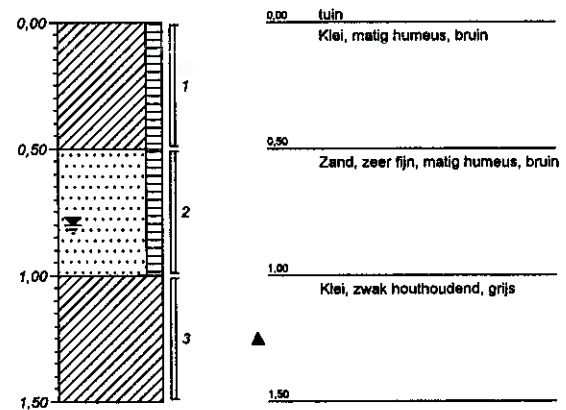 0,00
0,50
1,00
1,50
1
2
3
0,00 tuin
Klei, matig humeus, bruin
0,50
Zand, zeer fijn, matig humeus, bruin
1,00
Klei, zwak houthoudend, grijs
1,50